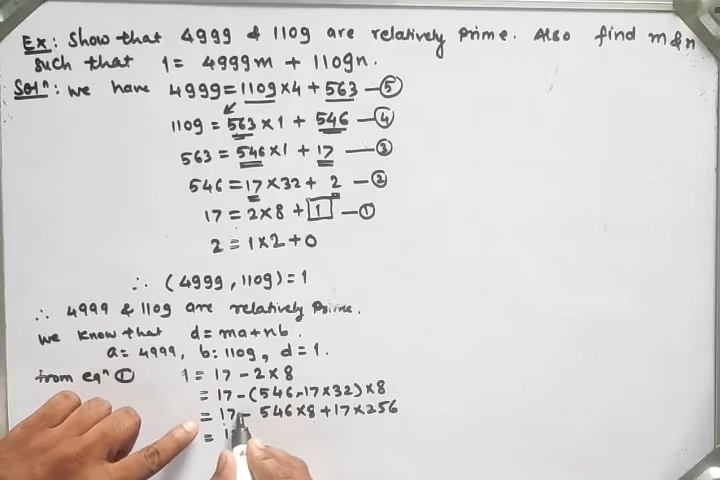 Ex: Show that 4999 & 1109 are relatively prime. Also find m & n
such that 1 = 4999m + 1109n.
Solⁿ: we have 4999 = 1109 × 4 + 563 — ⑤
1109 = 563 × 1 + 546 — ④
563 = 546 × 1 + 17 — ③
546 = 17 × 32 + 2 — ②
17 = 2 × 8 + 1 — ①
2 = 1 × 2 + 0
∴ (4999, 1109) = 1
∴ 4999 & 1109 are relatively Prime.
we know that d = ma + nb.
a = 4999, b = 1109, d = 1.
from eqⁿ ① 1 = 17 - 2 × 8
= 17 - (546 - 17 × 32) × 8
= 17 - 546 × 8 + 17 × 256
= 1